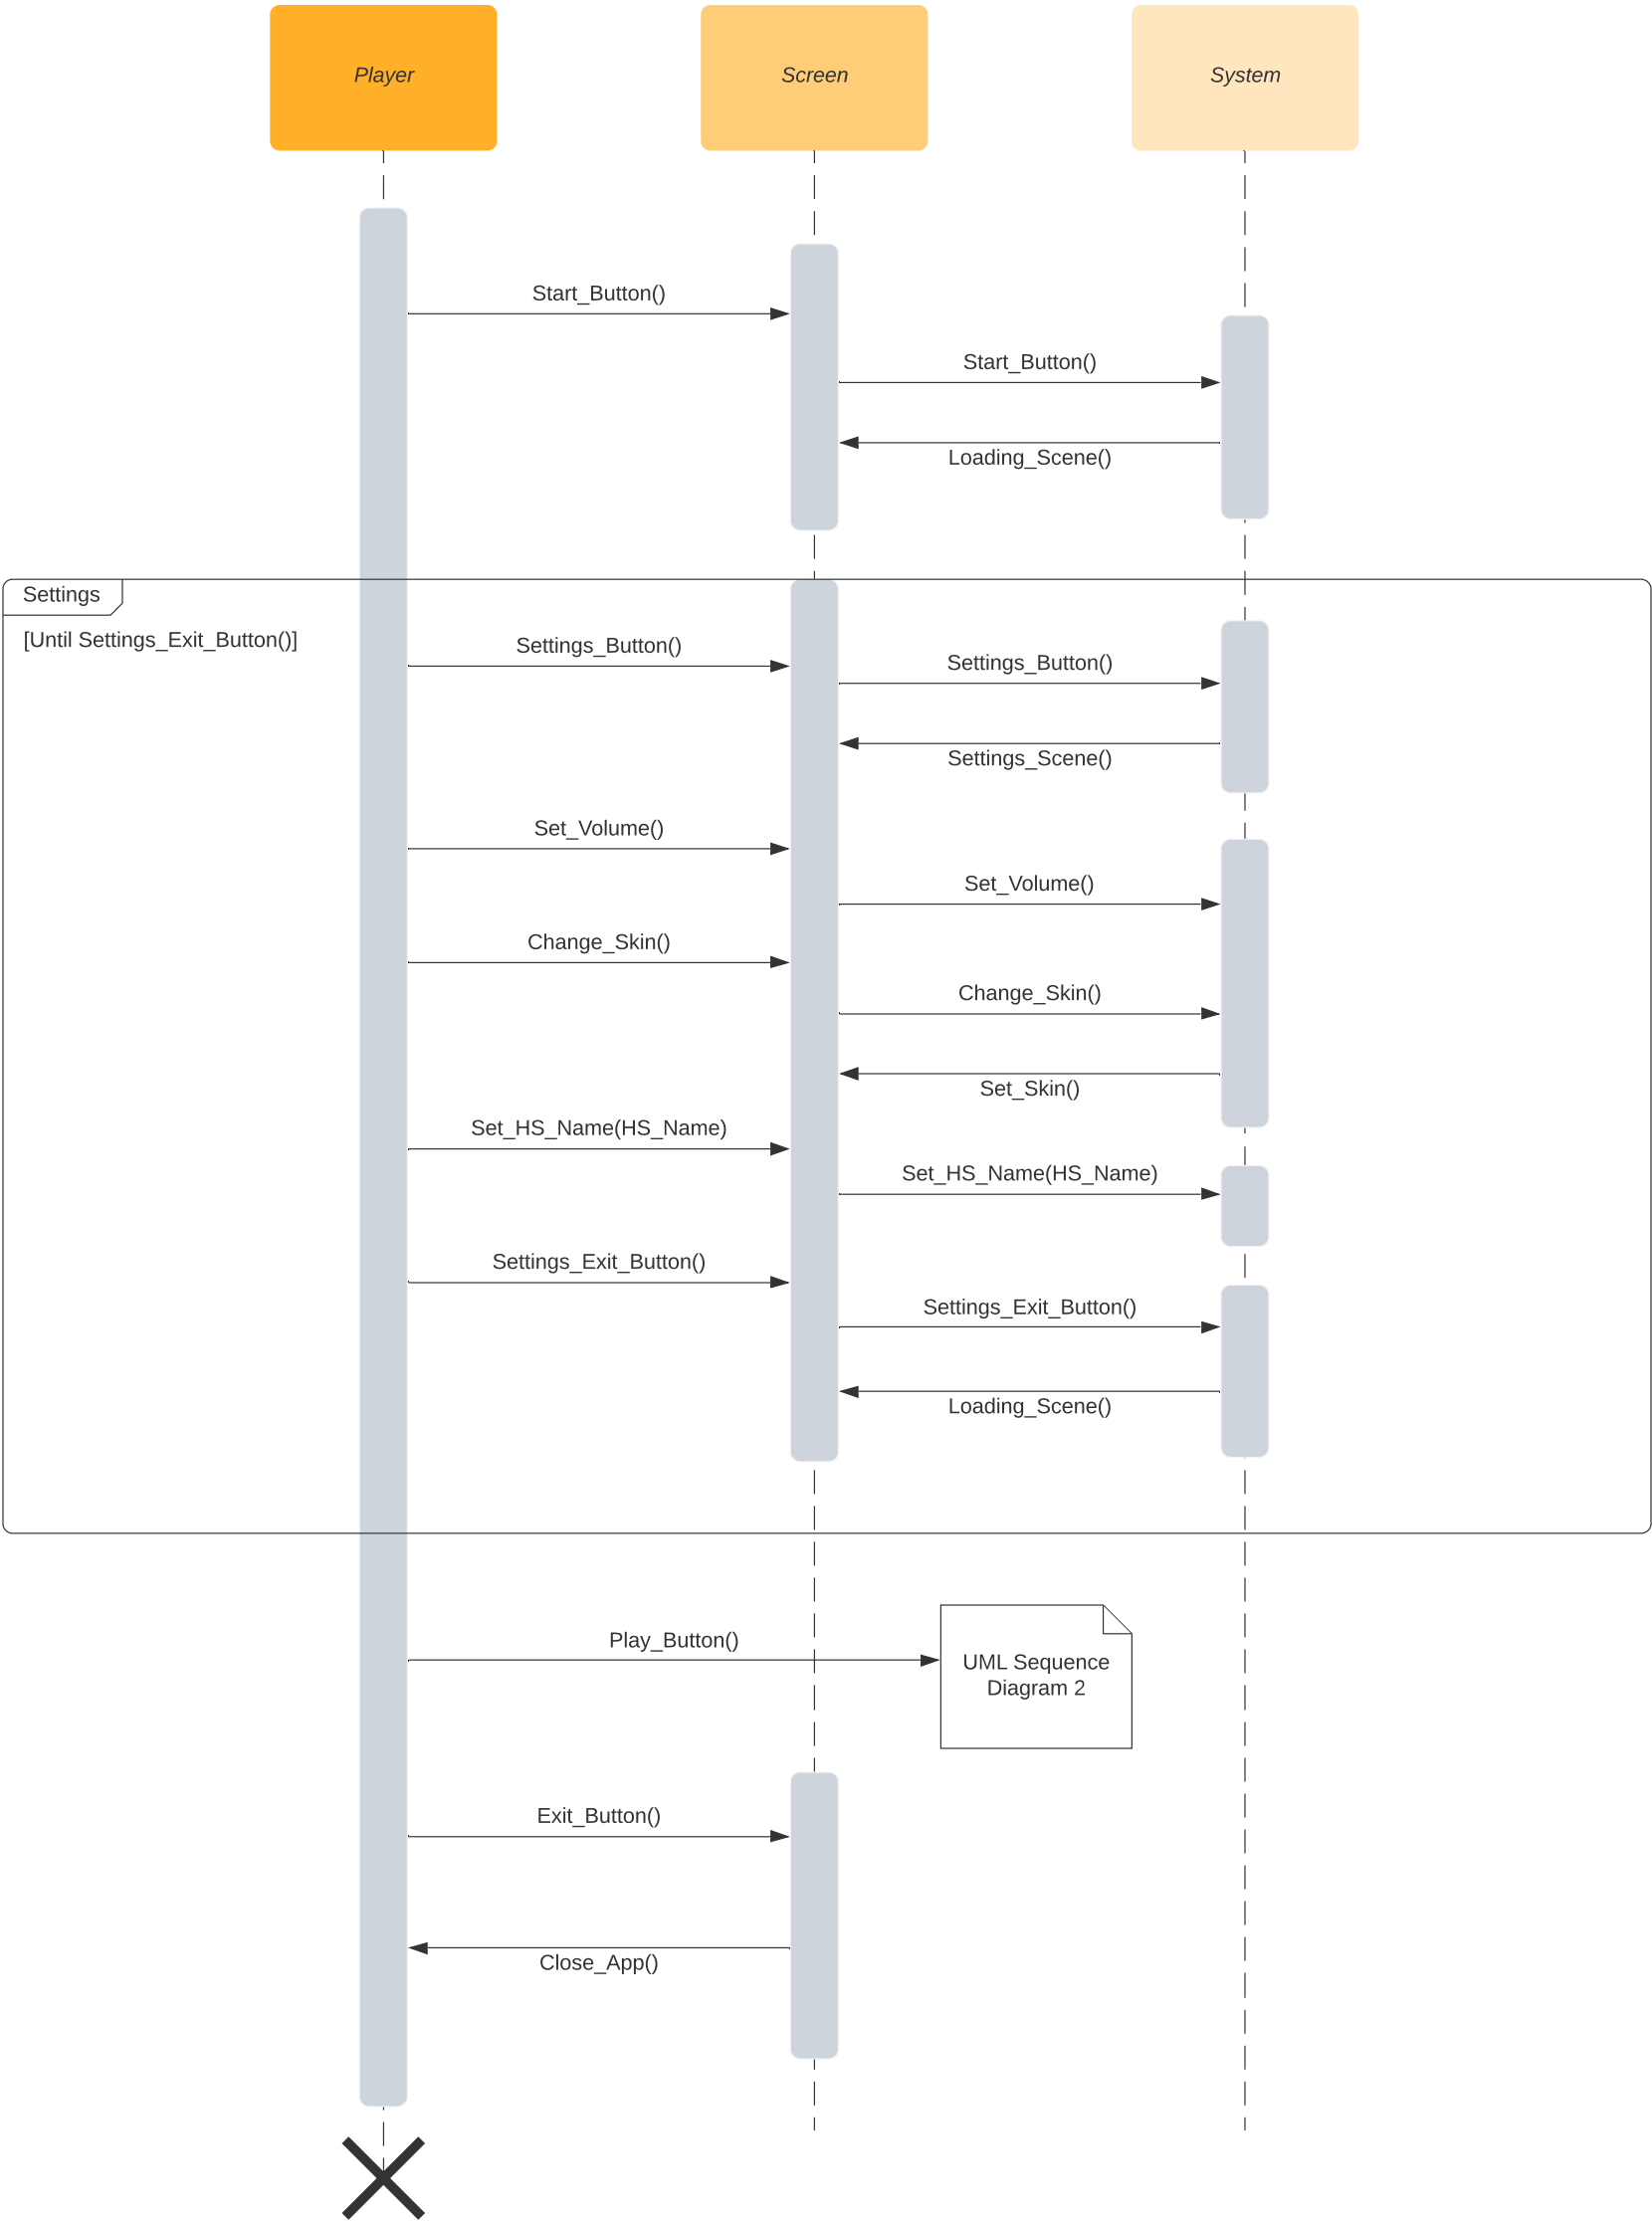 Player
Screen
System
Start_Button()
Start_Button()
Loading_Scene()
Settings
[Until Settings_Exit_Button()]
Settings_Button()
Settings_Button()
Settings_Scene()
Set_Volume()
Set_Volume()
Change_Skin()
Change_Skin()
Set_Skin()
Set_HS_Name(HS_Name)
Set_HS_Name(HS_Name)
Settings_Exit_Button()
Settings_Exit_Button()
Loading_Scene()
Play_Button()
UML Sequence
Diagram 2
Exit_Button()
Close_App()